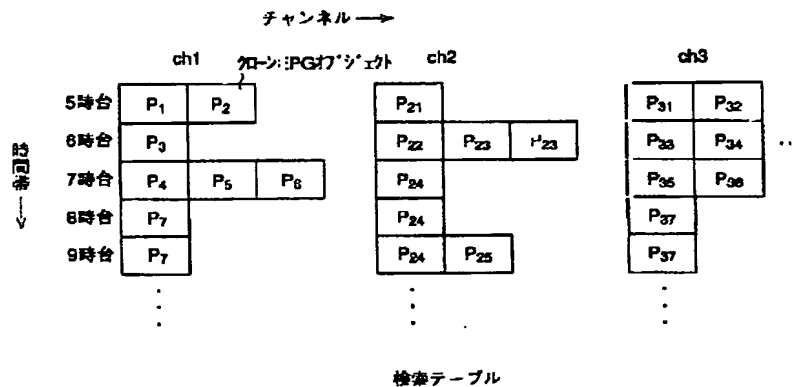 チャンネル →
ch1
クローンEPGオブジェクト
ch2
ch3
時間帯 →
5時台 P1 P2 P21 P31 P32
6時台 P3 P22 P23 P23 P33 P34 ..
7時台 P4 P5 P6 P24 P35 P36
8時台 P7 P24 P37
9時台 P7 P24 P25 P37
検索テーブル